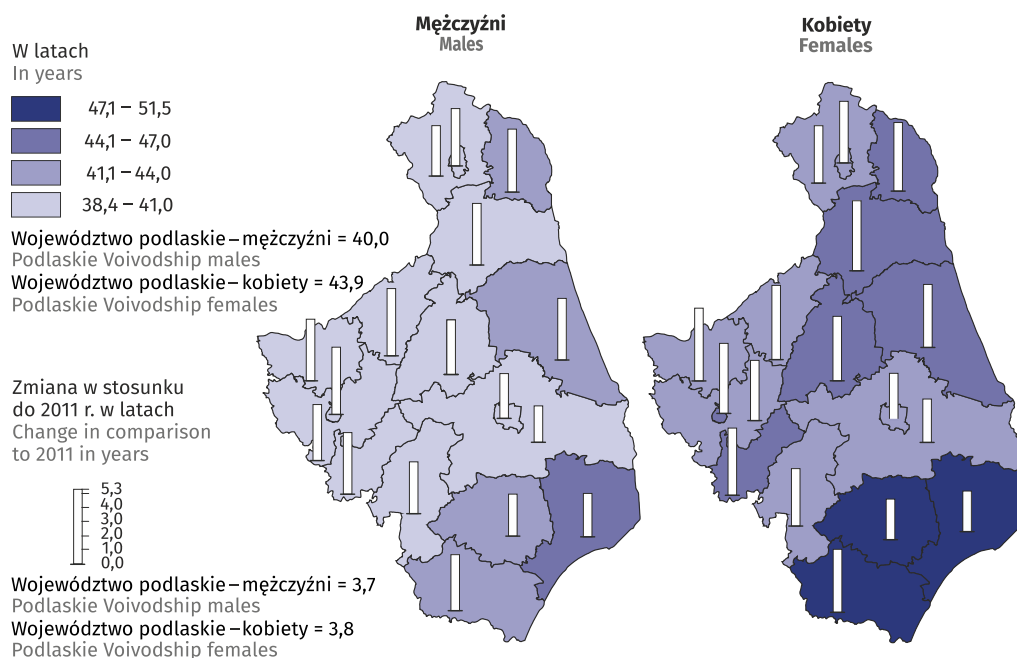 Mężczyźni
Males
Kobiety
Females
W latach
In years
47,1 – 51,5
44,1 – 47,0
41,1 – 44,0
38,4 – 41,0
Województwo podlaskie – mężczyźni = 40,0
Podlaskie Voivodship males
Województwo podlaskie – kobiety = 43,9
Podlaskie Voivodship females
Zmiana w stosunku
do 2011 r. w latach
Change in comparison
to 2011 in years
5,3
4,0
3,0
2,0
1,0
0,0
Województwo podlaskie – mężczyźni = 3,7
Podlaskie Voivodship males
Województwo podlaskie – kobiety = 3,8
Podlaskie Voivodship females